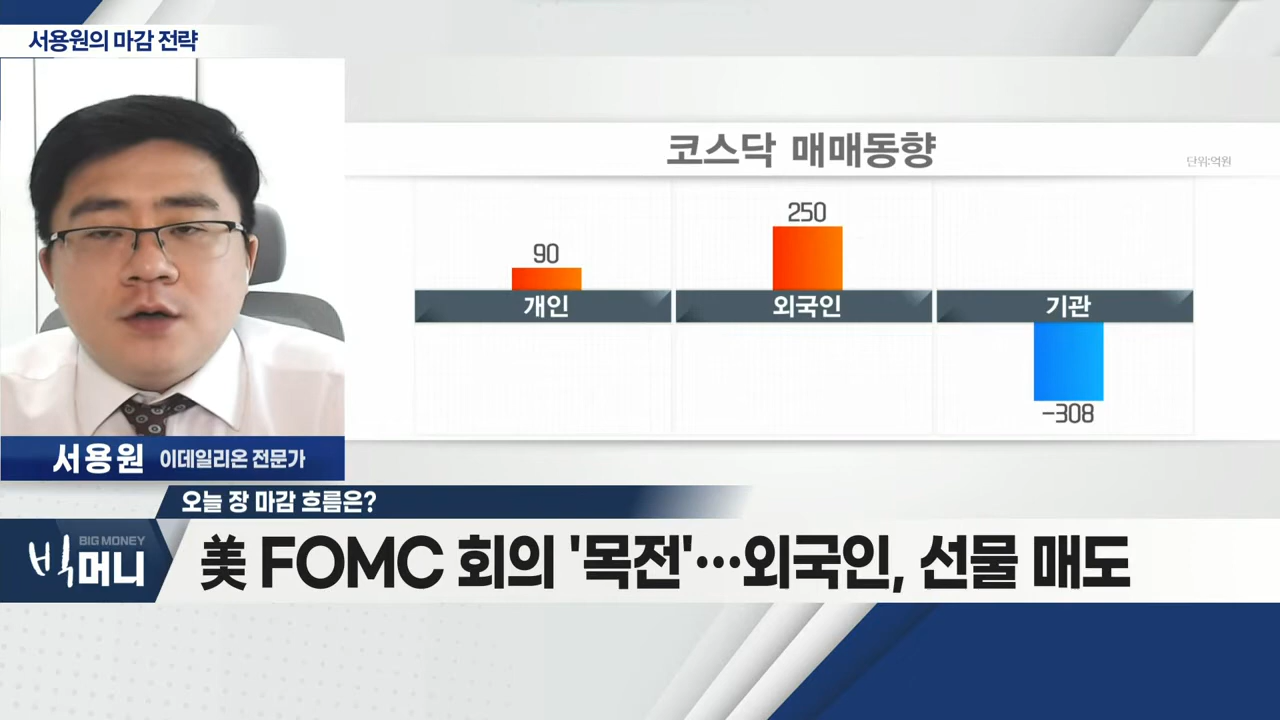 서용원의 마감 전략
코스닥 매매동향
단위:억원
90
250
개인
외국인
기관
-308
서용원 이데일리온 전문가
오늘 장 마감 흐름은?
BIG MONEY
빅머니
美 FOMC 회의 '목전'…외국인, 선물 매도